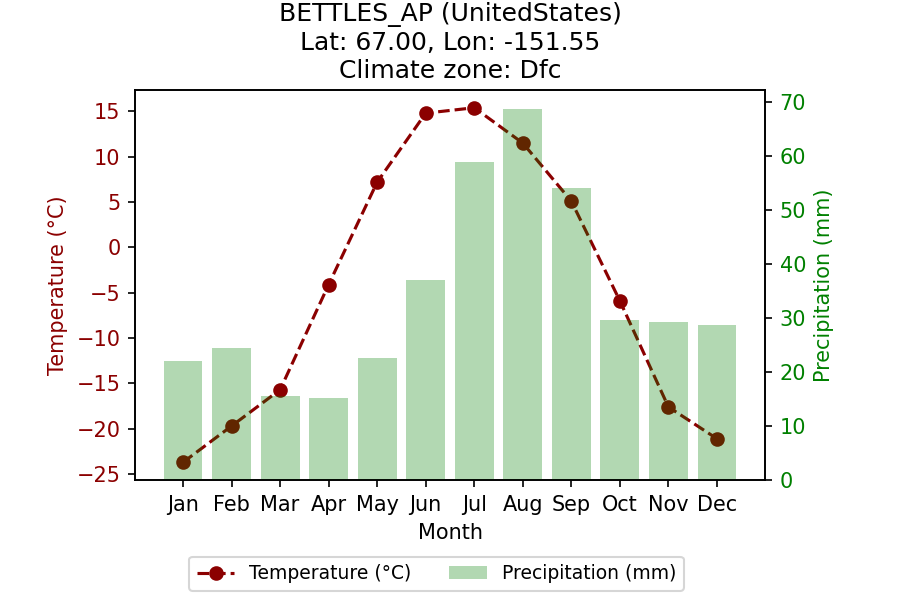 BETTLES_AP (UnitedStates)
Lat: 67.00, Lon: -151.55
Climate zone: Dfc
Temperature (°C)
15
10
5
0
−5
−10
−15
−20
−25
70
60
50
40
30
20
10
0
Precipitation (mm)
Jan Feb Mar Apr May Jun Jul Aug Sep Oct Nov Dec
Month
Temperature (°C) Precipitation (mm)